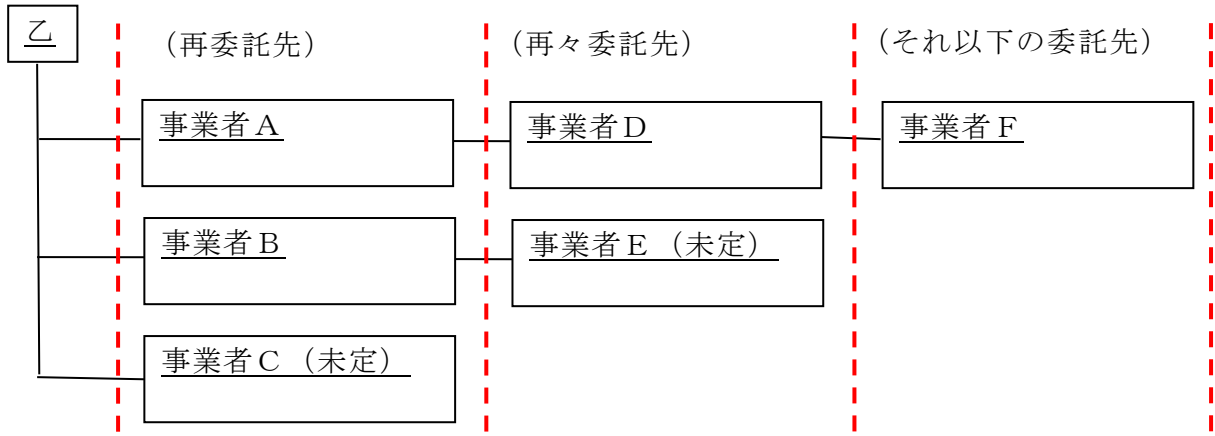 乙
(再委託先)
(再々委託先)
(それ以下の委託先)
事業者A
事業者D
事業者F
事業者B
事業者E (未定)
事業者C (未定)